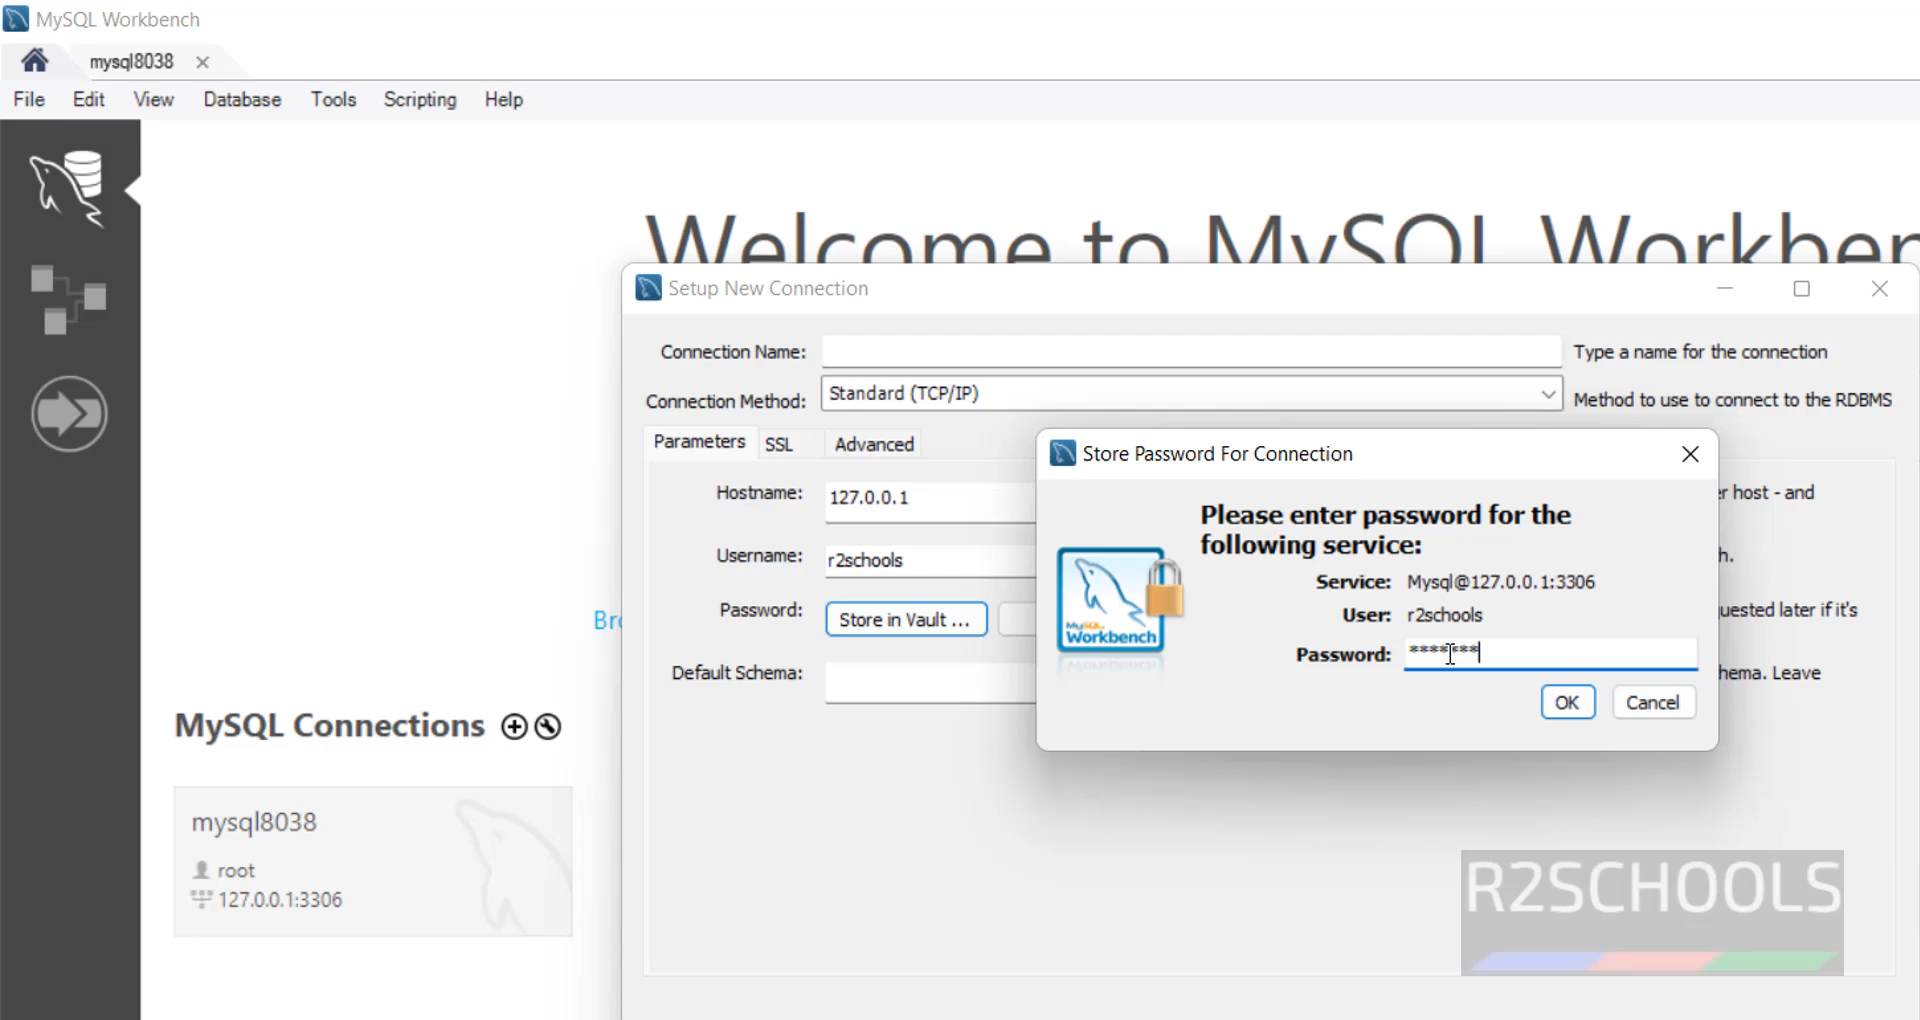 MySQL Workbench
mysql8038
File Edit View Database Tools Scripting Help
Welcome to MySQL Workben
Setup New Connection
Connection Name:
Type a name for the connection
Connection Method: Standard (TCP/IP)
Method to use to connect to the RDBMS
Parameters SSL Advanced
Store Password For Connection
Hostname: 127.0.0.1
r host - and
Please enter password for the
following service:
Username: r2schools
h.
Service: Mysql@127.0.0.1:3306
Password: Store in Vault ...
uested later if it's
User: r2schools
Bro
MySQL
Workbench
Password: *******
Default Schema:
hema. Leave
OK Cancel
MySQL Connections
mysql8038
root
127.0.0.1:3306
R2SCHOOLS